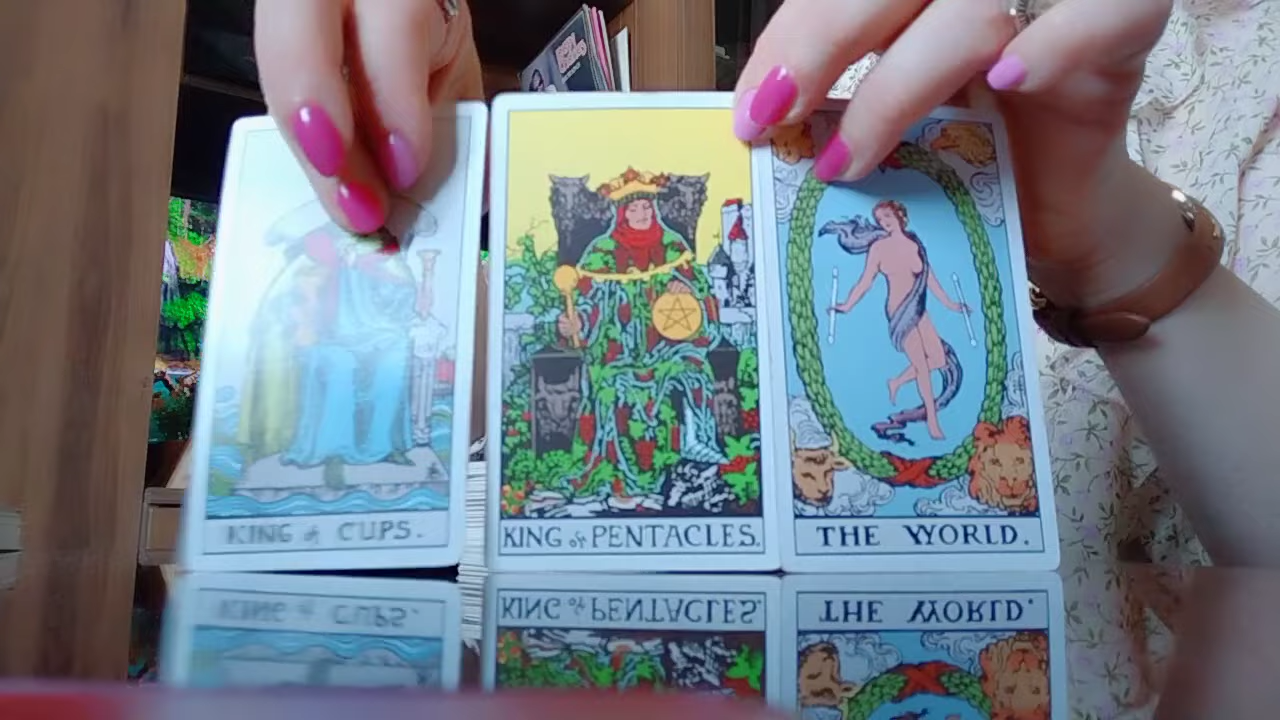 KING of CUPS.
KING of PENTACLES.
THE WORLD.